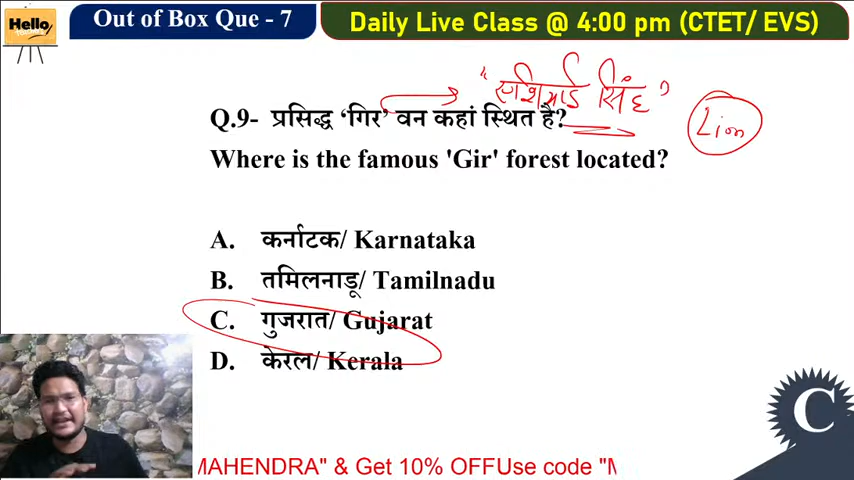 Hello
Out of Box Que - 7
Daily Live Class @ 4:00 pm (CTET/ EVS)
"एशियाई सिंह"
Q.9- प्रसिद्ध ‘गिर’ वन कहां स्थित है?
Lion
Where is the famous 'Gir' forest located?
A. कर्नाटक/ Karnataka
B. तमिलनाडू/ Tamilnadu
C. गुजरात/ Gujarat
D. केरल/ Kerala
C
MAHENDRA" & Get 10% OFFUse code "M